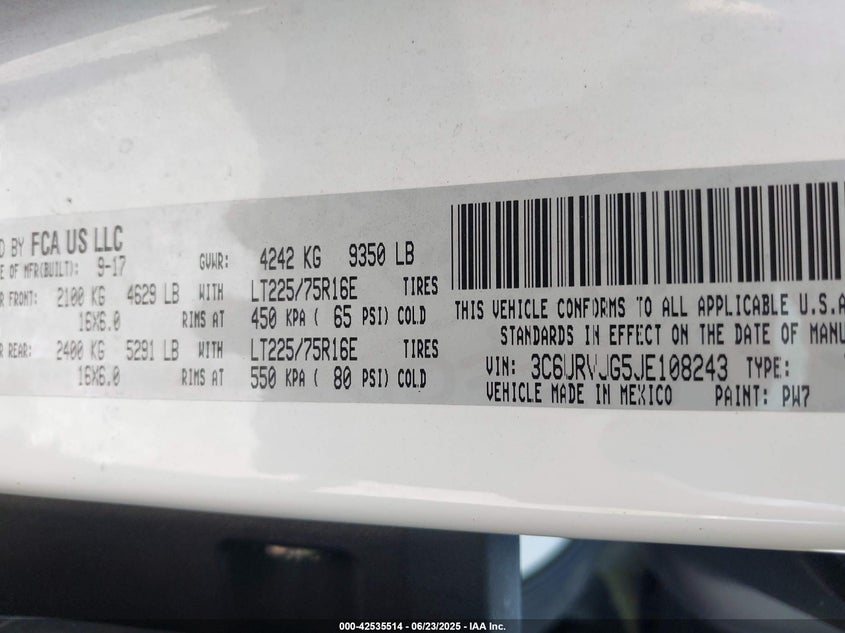 D BY FCA US LLC
E OF MFR(BUILT): 9-17 GVWR: 4242 KG 9350 LB
R FRONT: 2100 KG 4629 LB WITH LT225/75R16E TIRES
16X6.0 RIMS AT 450 KPA ( 65 PSI) COLD
R REAR: 2400 KG 5291 LB WITH LT225/75R16E TIRES
16X6.0 RIMS AT 550 KPA ( 80 PSI) COLD
THIS VEHICLE CONFORMS TO ALL APPLICABLE U.S.A
STANDARDS IN EFFECT ON THE DATE OF MANU
VIN: 3C6URVJG5JE108243 TYPE:
VEHICLE MADE IN MEXICO PAINT: PW7
000-42535514 - 06/23/2025 - IAA Inc.